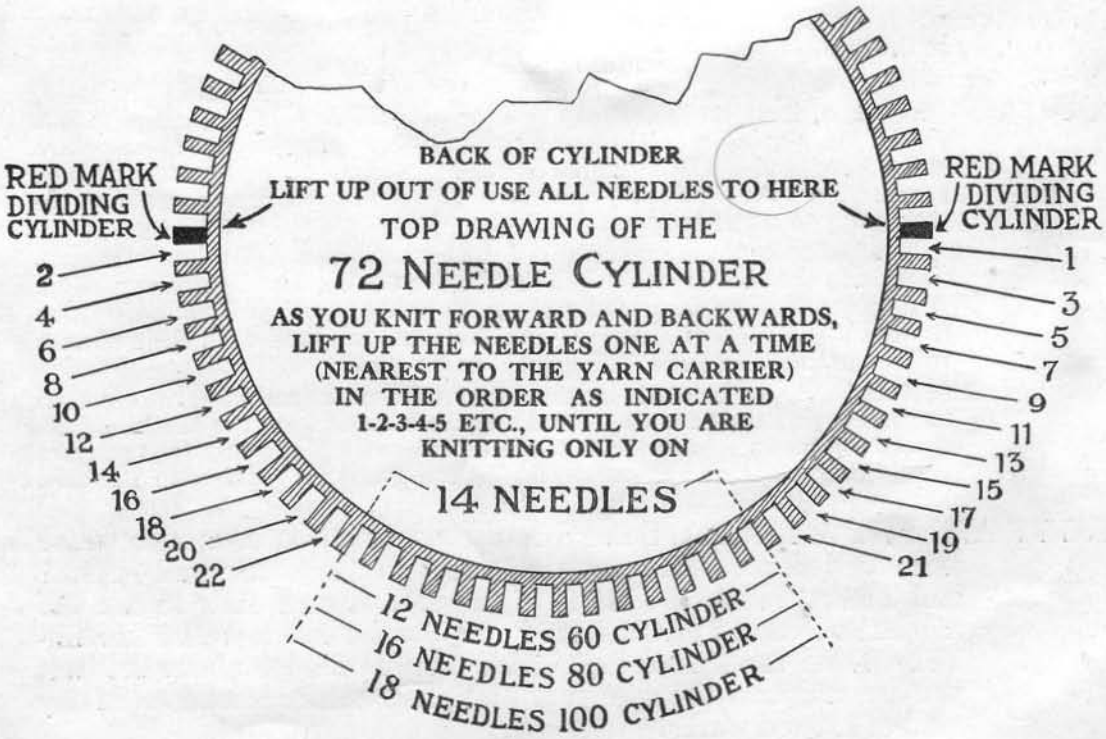 BACK OF CYLINDER
LIFT UP OUT OF USE ALL NEEDLES TO HERE
RED MARK
DIVIDING
CYLINDER
RED MARK
DIVIDING
CYLINDER
TOP DRAWING OF THE
72 NEEDLE CYLINDER
AS YOU KNIT FORWARD AND BACKWARDS,
LIFT UP THE NEEDLES ONE AT A TIME
(NEAREST TO THE YARN CARRIER)
IN THE ORDER AS INDICATED
1-2-3-4-5 ETC., UNTIL YOU ARE
KNITTING ONLY ON
14 NEEDLES
2
4
6
8
10
12
14
16
18
20
22
1
3
5
7
9
11
13
15
17
19
21
12 NEEDLES 60 CYLINDER
16 NEEDLES 80 CYLINDER
18 NEEDLES 100 CYLINDER